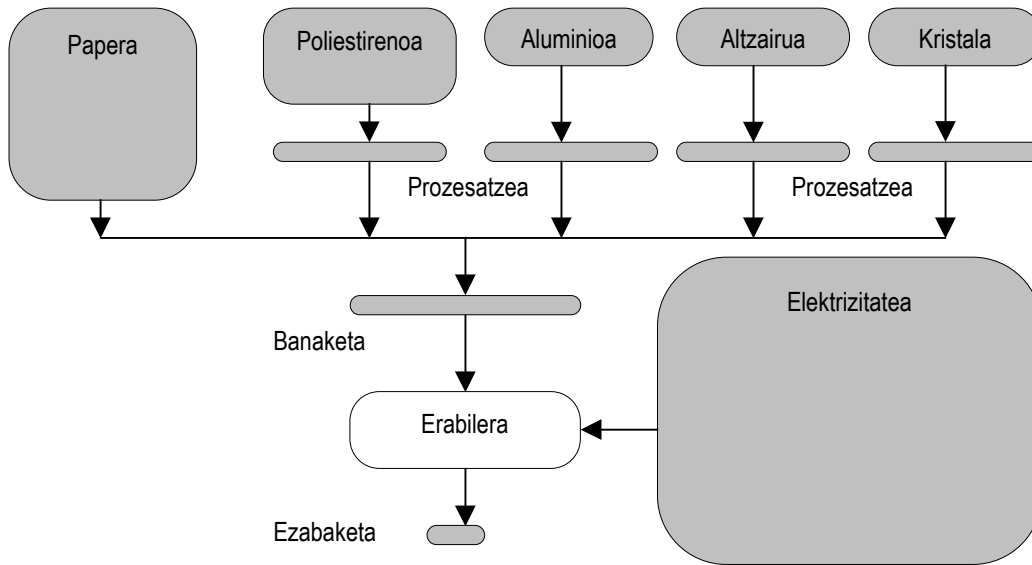 Papera
Poliestirenoa
Aluminioa
Altzairua
Kristala
Prozesatzea
Prozesatzea
Elektrizitatea
Banaketa
Erabilera
Ezabaketa